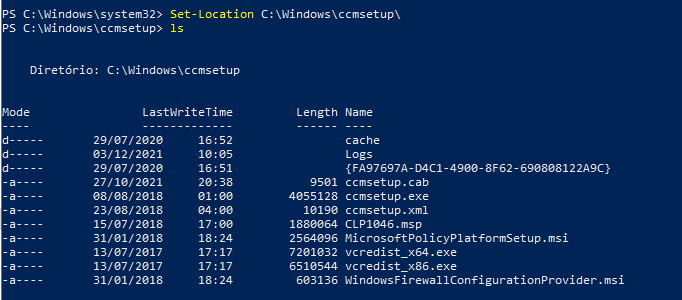 PS C:\Windows\system32> Set-Location C:\Windows\ccmsetup\
PS C:\Windows\ccmsetup> ls
Diretório: C:\Windows\ccmsetup
Mode LastWriteTime Length Name
---- ------------- ------ ----
d----- 29/07/2020 16:52 cache
d----- 03/12/2021 10:05 Logs
d----- 29/07/2020 16:51 {FA97697A-D4C1-4900-8F62-690808122A9C}
-a---- 27/10/2021 20:38 9501 ccmsetup.cab
-a---- 08/08/2018 01:00 4055128 ccmsetup.exe
-a---- 23/08/2018 04:00 10190 ccmsetup.xml
-a---- 15/07/2018 17:00 1880064 CLP1046.msp
-a---- 31/01/2018 18:24 2564096 MicrosoftPolicyPlatformSetup.msi
-a---- 13/07/2017 17:17 7201032 vcredist_x64.exe
-a---- 13/07/2017 17:17 6510544 vcredist_x86.exe
-a---- 31/01/2018 18:24 603136 WindowsFirewallConfigurationProvider.msi